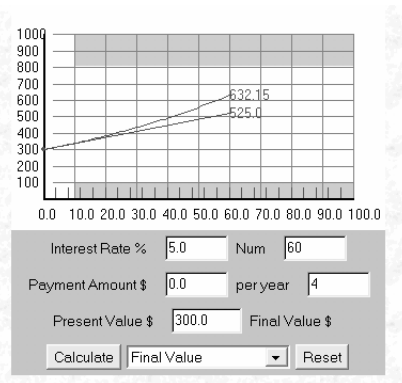 1000
900
800
700
600
500
400
300
200
100
632.15
525.0
0.0 10.0 20.0 30.0 40.0 50.0 60.0 70.0 80.0 90.0 100.0
Interest Rate % 5.0 Num 60
Payment Amount $ 0.0 per year 4
Present Value $ 300.0 Final Value $
Calculate Final Value Reset